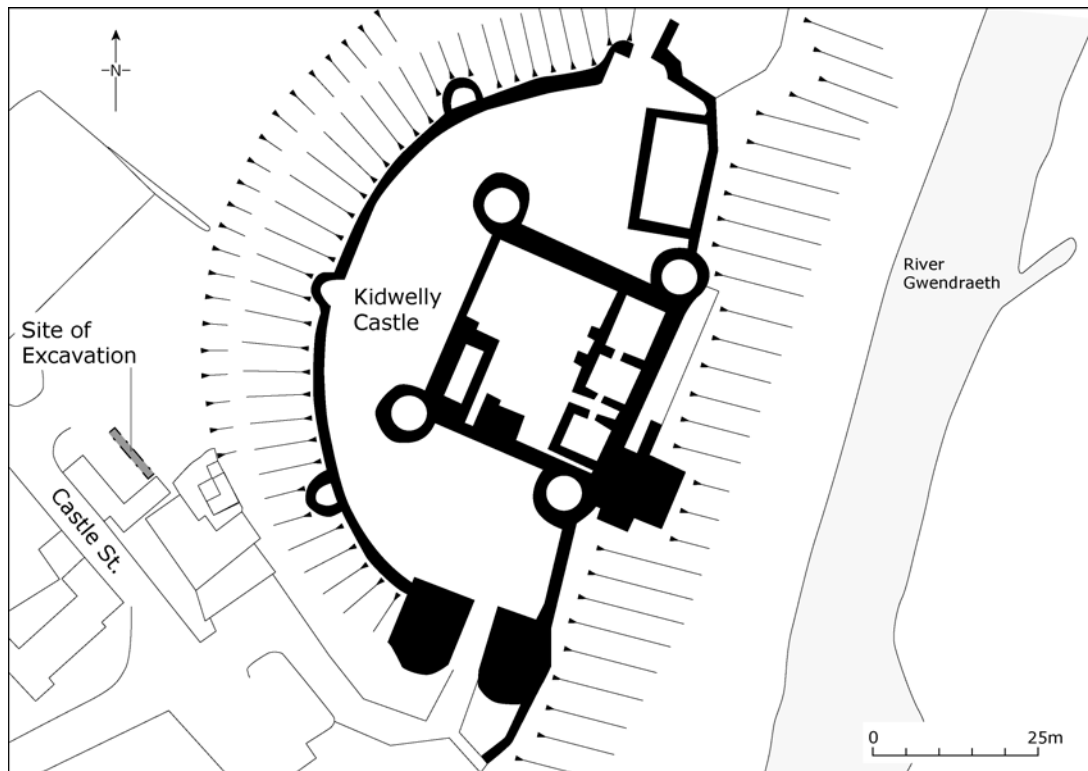 -N-
Kidwelly
Castle
River
Gwendraeth
Site of
Excavation
Castle St.
0 25m